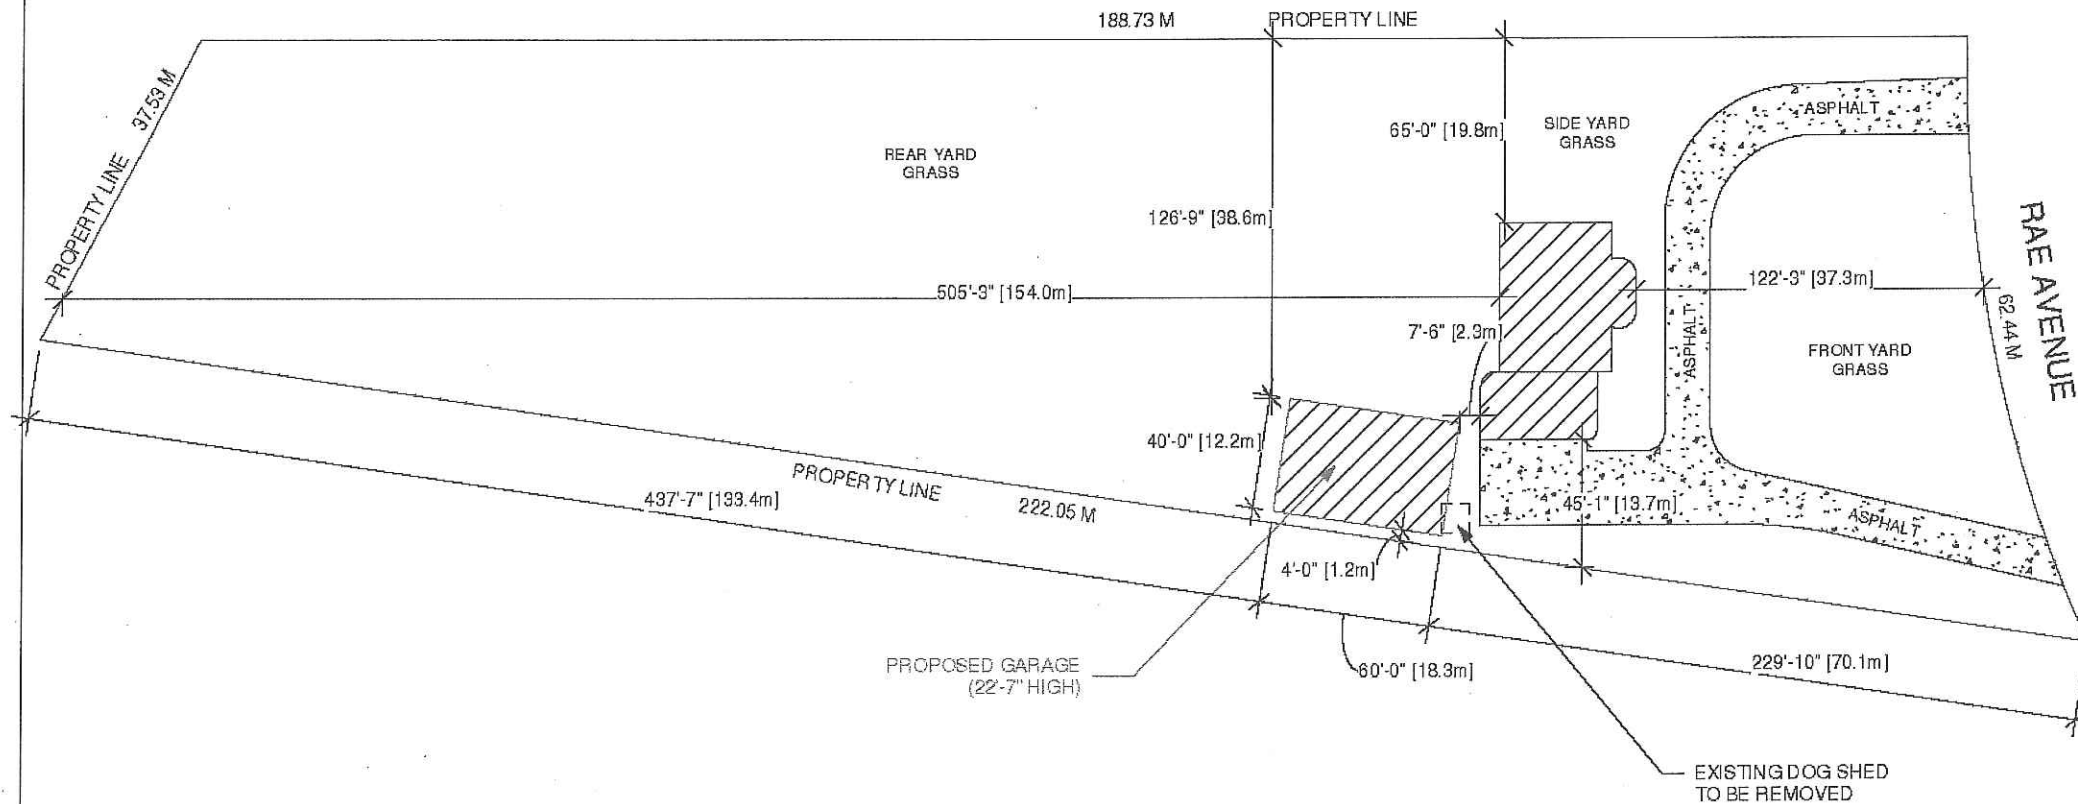 188.73 M
PROPERTY LINE
37.53 M
PROPERTY LINE
REAR YARD
GRASS
65'-0" [19.8m]
SIDE YARD
GRASS
ASPHALT
126'-9" [38.6m]
505'-3" [154.0m]
7'-6" [2.3m]
122'-3" [37.3m]
RAE AVENUE
62.44 M
ASPHALT
FRONT YARD
GRASS
40'-0" [12.2m]
PROPERTY LINE
222.05 M
437'-7" [133.4m]
45'-1" [13.7m]
ASPHALT
4'-0" [1.2m]
PROPOSED GARAGE
(22'-7" HIGH)
60'-0" [18.3m]
229'-10" [70.1m]
EXISTING DOG SHED
TO BE REMOVED